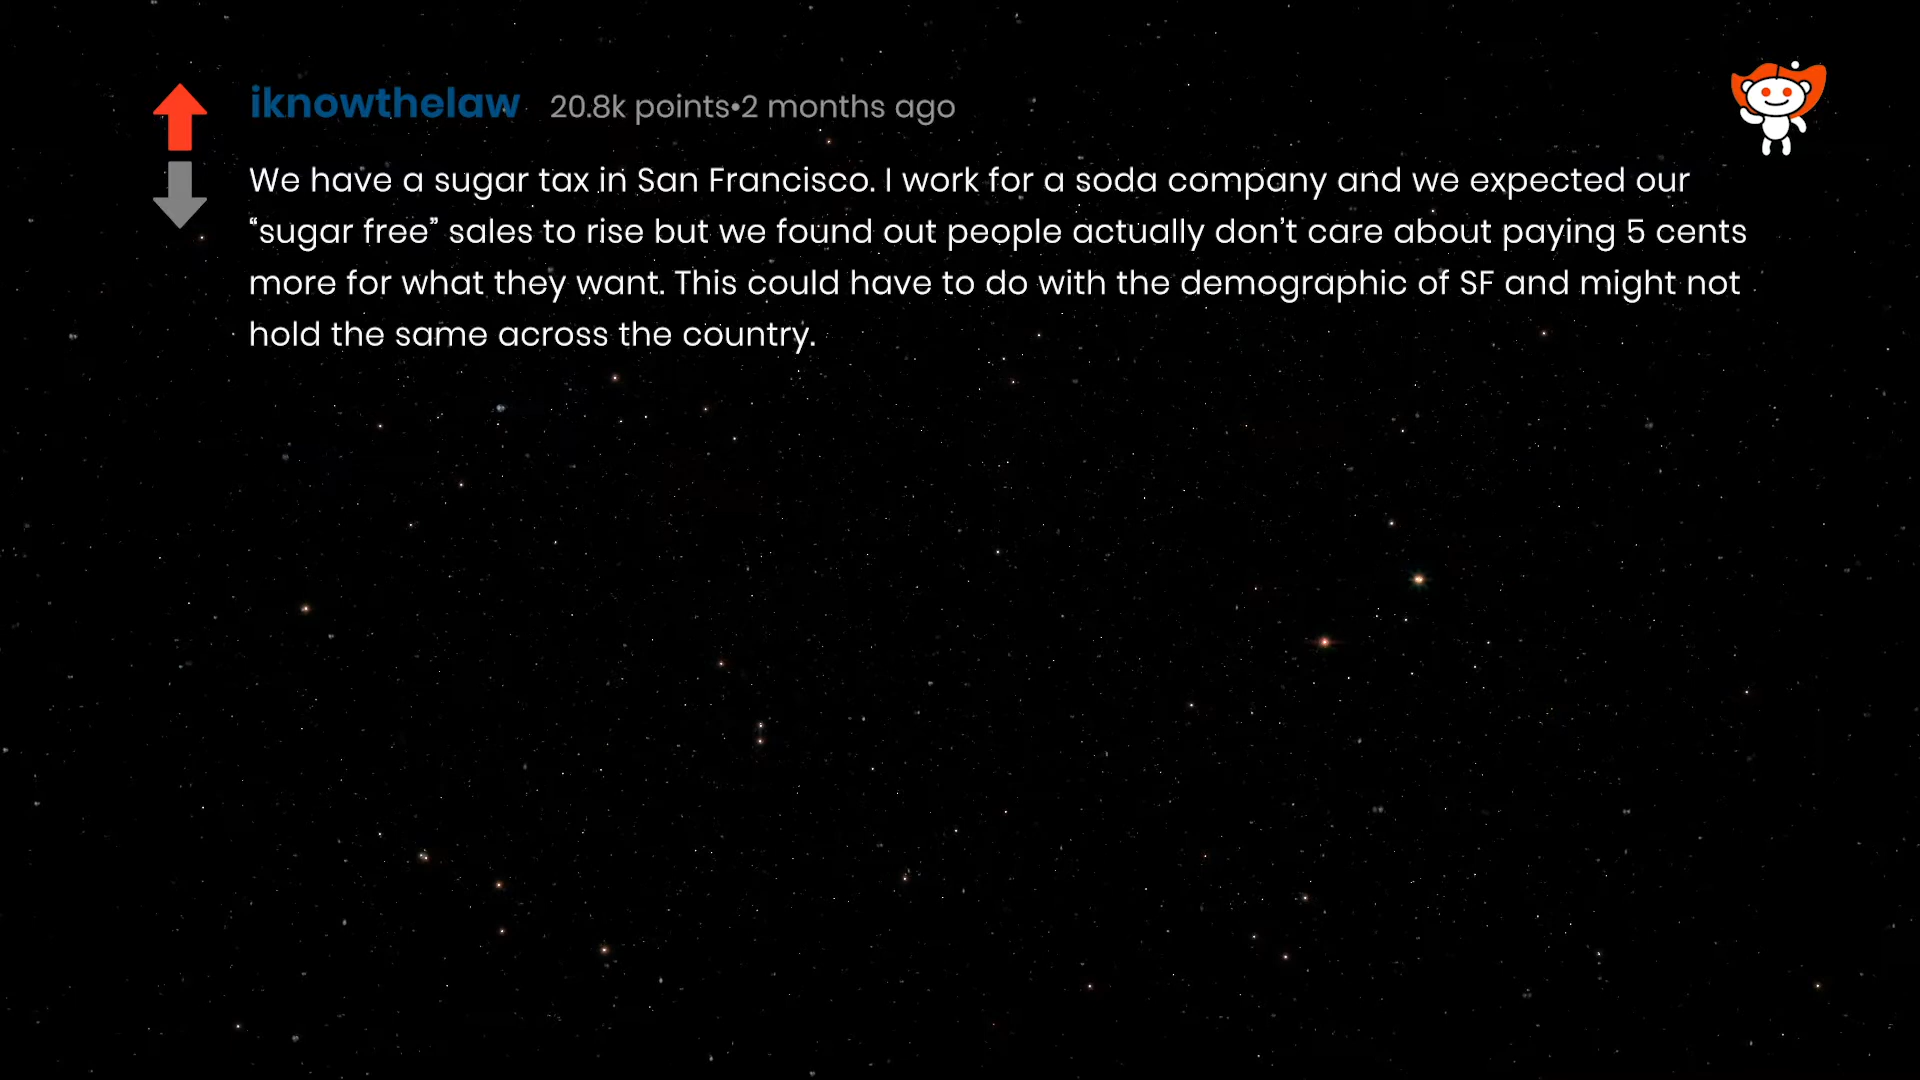 iknowthelaw 20.8k points•2 months ago
We have a sugar tax in San Francisco. I work for a soda company and we expected our
“sugar free” sales to rise but we found out people actually don’t care about paying 5 cents
more for what they want. This could have to do with the demographic of SF and might not
hold the same across the country.